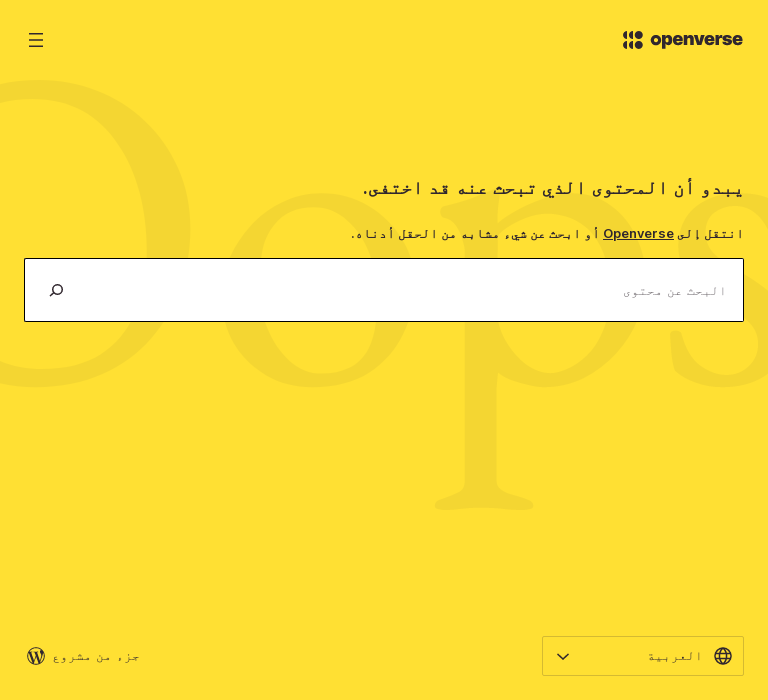 openverse
Oops
يبدو أن المحتوى الذي تبحث عنه قد اختفى.
انتقل إلى Openverse أو ابحث عن شيء مشابه من الحقل أدناه.
البحث عن محتوى
العربية
جزء من مشروع